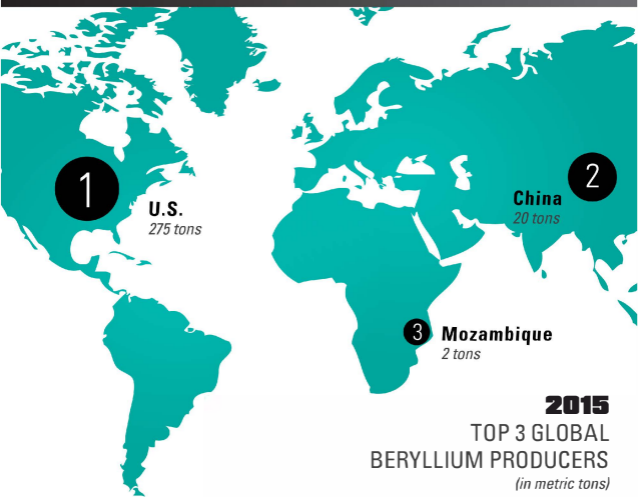 1
U.S.
275 tons
2
China
20 tons
3
Mozambique
2 tons
2015
TOP 3 GLOBAL
BERYLLIUM PRODUCERS
(in metric tons)